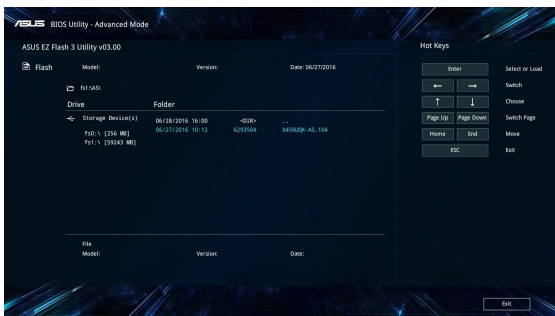 ASUS BIOS Utility - Advanced Mode
ASUS EZ Flash 3 Utility v03.00
Hot Keys
Flash
Model: Version: Date: 06/27/2016
fs1:\AS\
Drive Folder
Storage Device(s)
fs0:\ [256 MB]
fs1:\ [59243 MB]
06/28/2016 16:00 <DIR> ..
06/27/2016 10:12 6293504 X456UQK-AS.104
File
Model: Version: Date:
Enter Select or Load
← → Switch
↑ ↓ Choose
Page Up Page Down Switch Page
Home End Move
ESC Exit
Exit